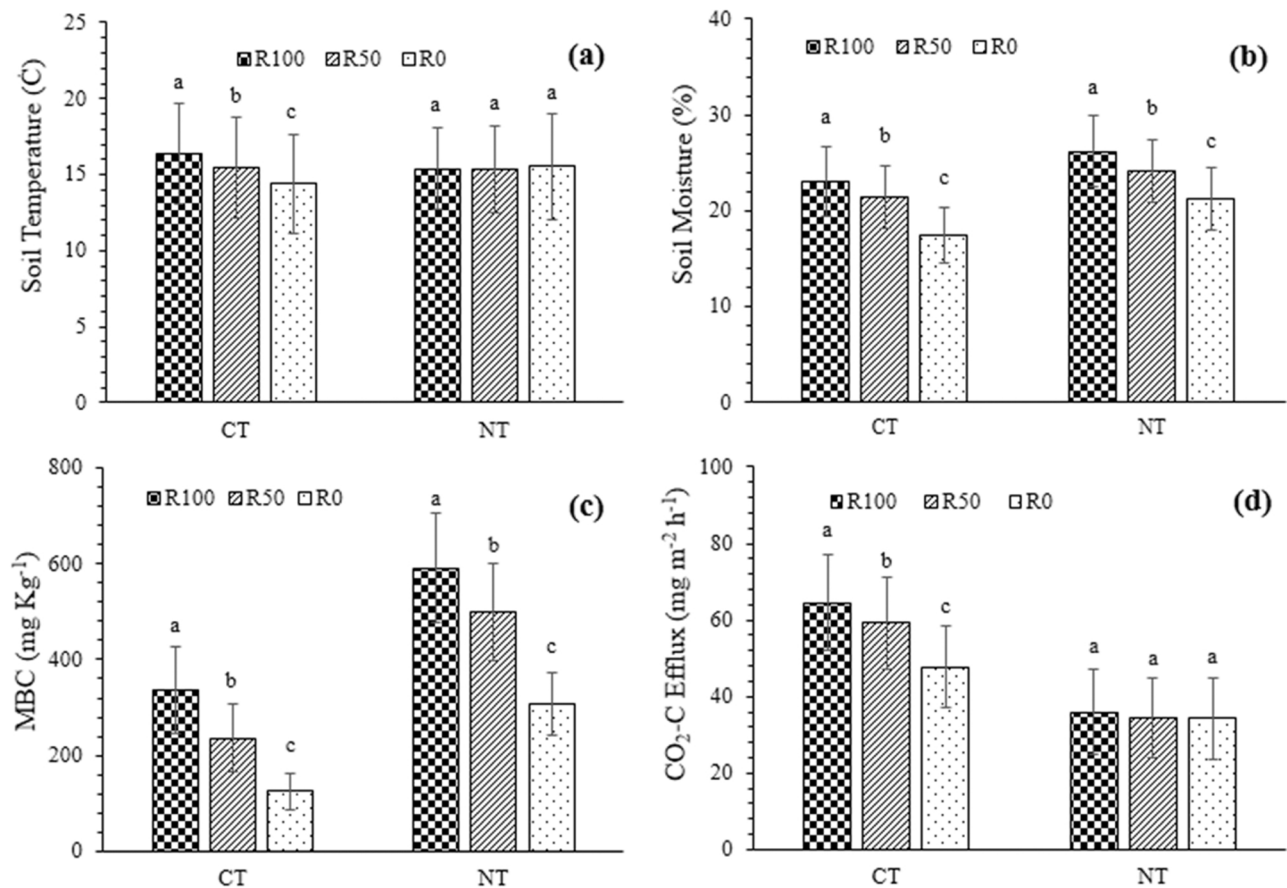 Soil Temperature (Ċ)
25
20
15
10
5
0
R100 R50 R0
(a)
a b c a a a
CT NT
Soil Moisture (%)
40
30
20
10
0
R100 R50 R0
(b)
a b c a b c
CT NT
MBC (mg Kg⁻¹)
800
600
400
200
0
R100 R50 R0
(c)
a b c a b c
CT NT
CO₂-C Efflux (mg m⁻² h⁻¹)
100
80
60
40
20
0
R100 R50 R0
(d)
a b c a a a
CT NT